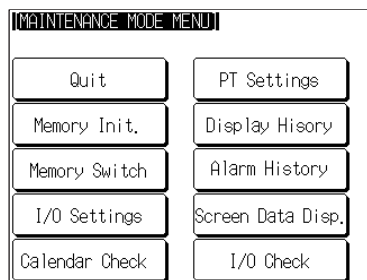 [MAINTENANCE MODE MENU]
Quit
PT Settings
Memory Init.
Display Hisory
Memory Switch
Alarm History
I/O Settings
Screen Data Disp.
Calendar Check
I/O Check